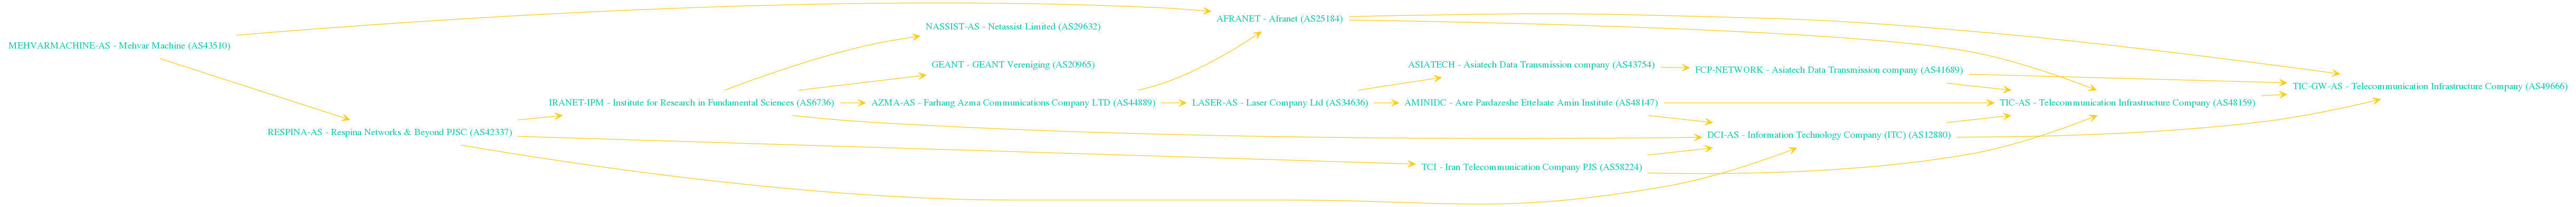 MEHVARMACHINE-AS - Mehvar Machine (AS43510)
RESPINA-AS - Respina Networks & Beyond PJSC (AS42337)
IRANET-IPM - Institute for Research in Fundamental Sciences (AS6736)
NASSIST-AS - Netassist Limited (AS29632)
GEANT - GEANT Vereniging (AS20965)
AZMA-AS - Farhang Azma Communications Company LTD (AS44889)
AFRANET - Afranet (AS25184)
LASER-AS - Laser Company Ltd (AS34636)
ASIATECH - Asiatech Data Transmission company (AS43754)
AMINIDC - Asre Pardazeshe Ettelaate Amin Institute (AS48147)
TCI - Iran Telecommunication Company PJS (AS58224)
FCP-NETWORK - Asiatech Data Transmission company (AS41689)
DCI-AS - Information Technology Company (ITC) (AS12880)
TIC-AS - Telecommunication Infrastructure Company (AS48159)
TIC-GW-AS - Telecommunication Infrastructure Company (AS49666)